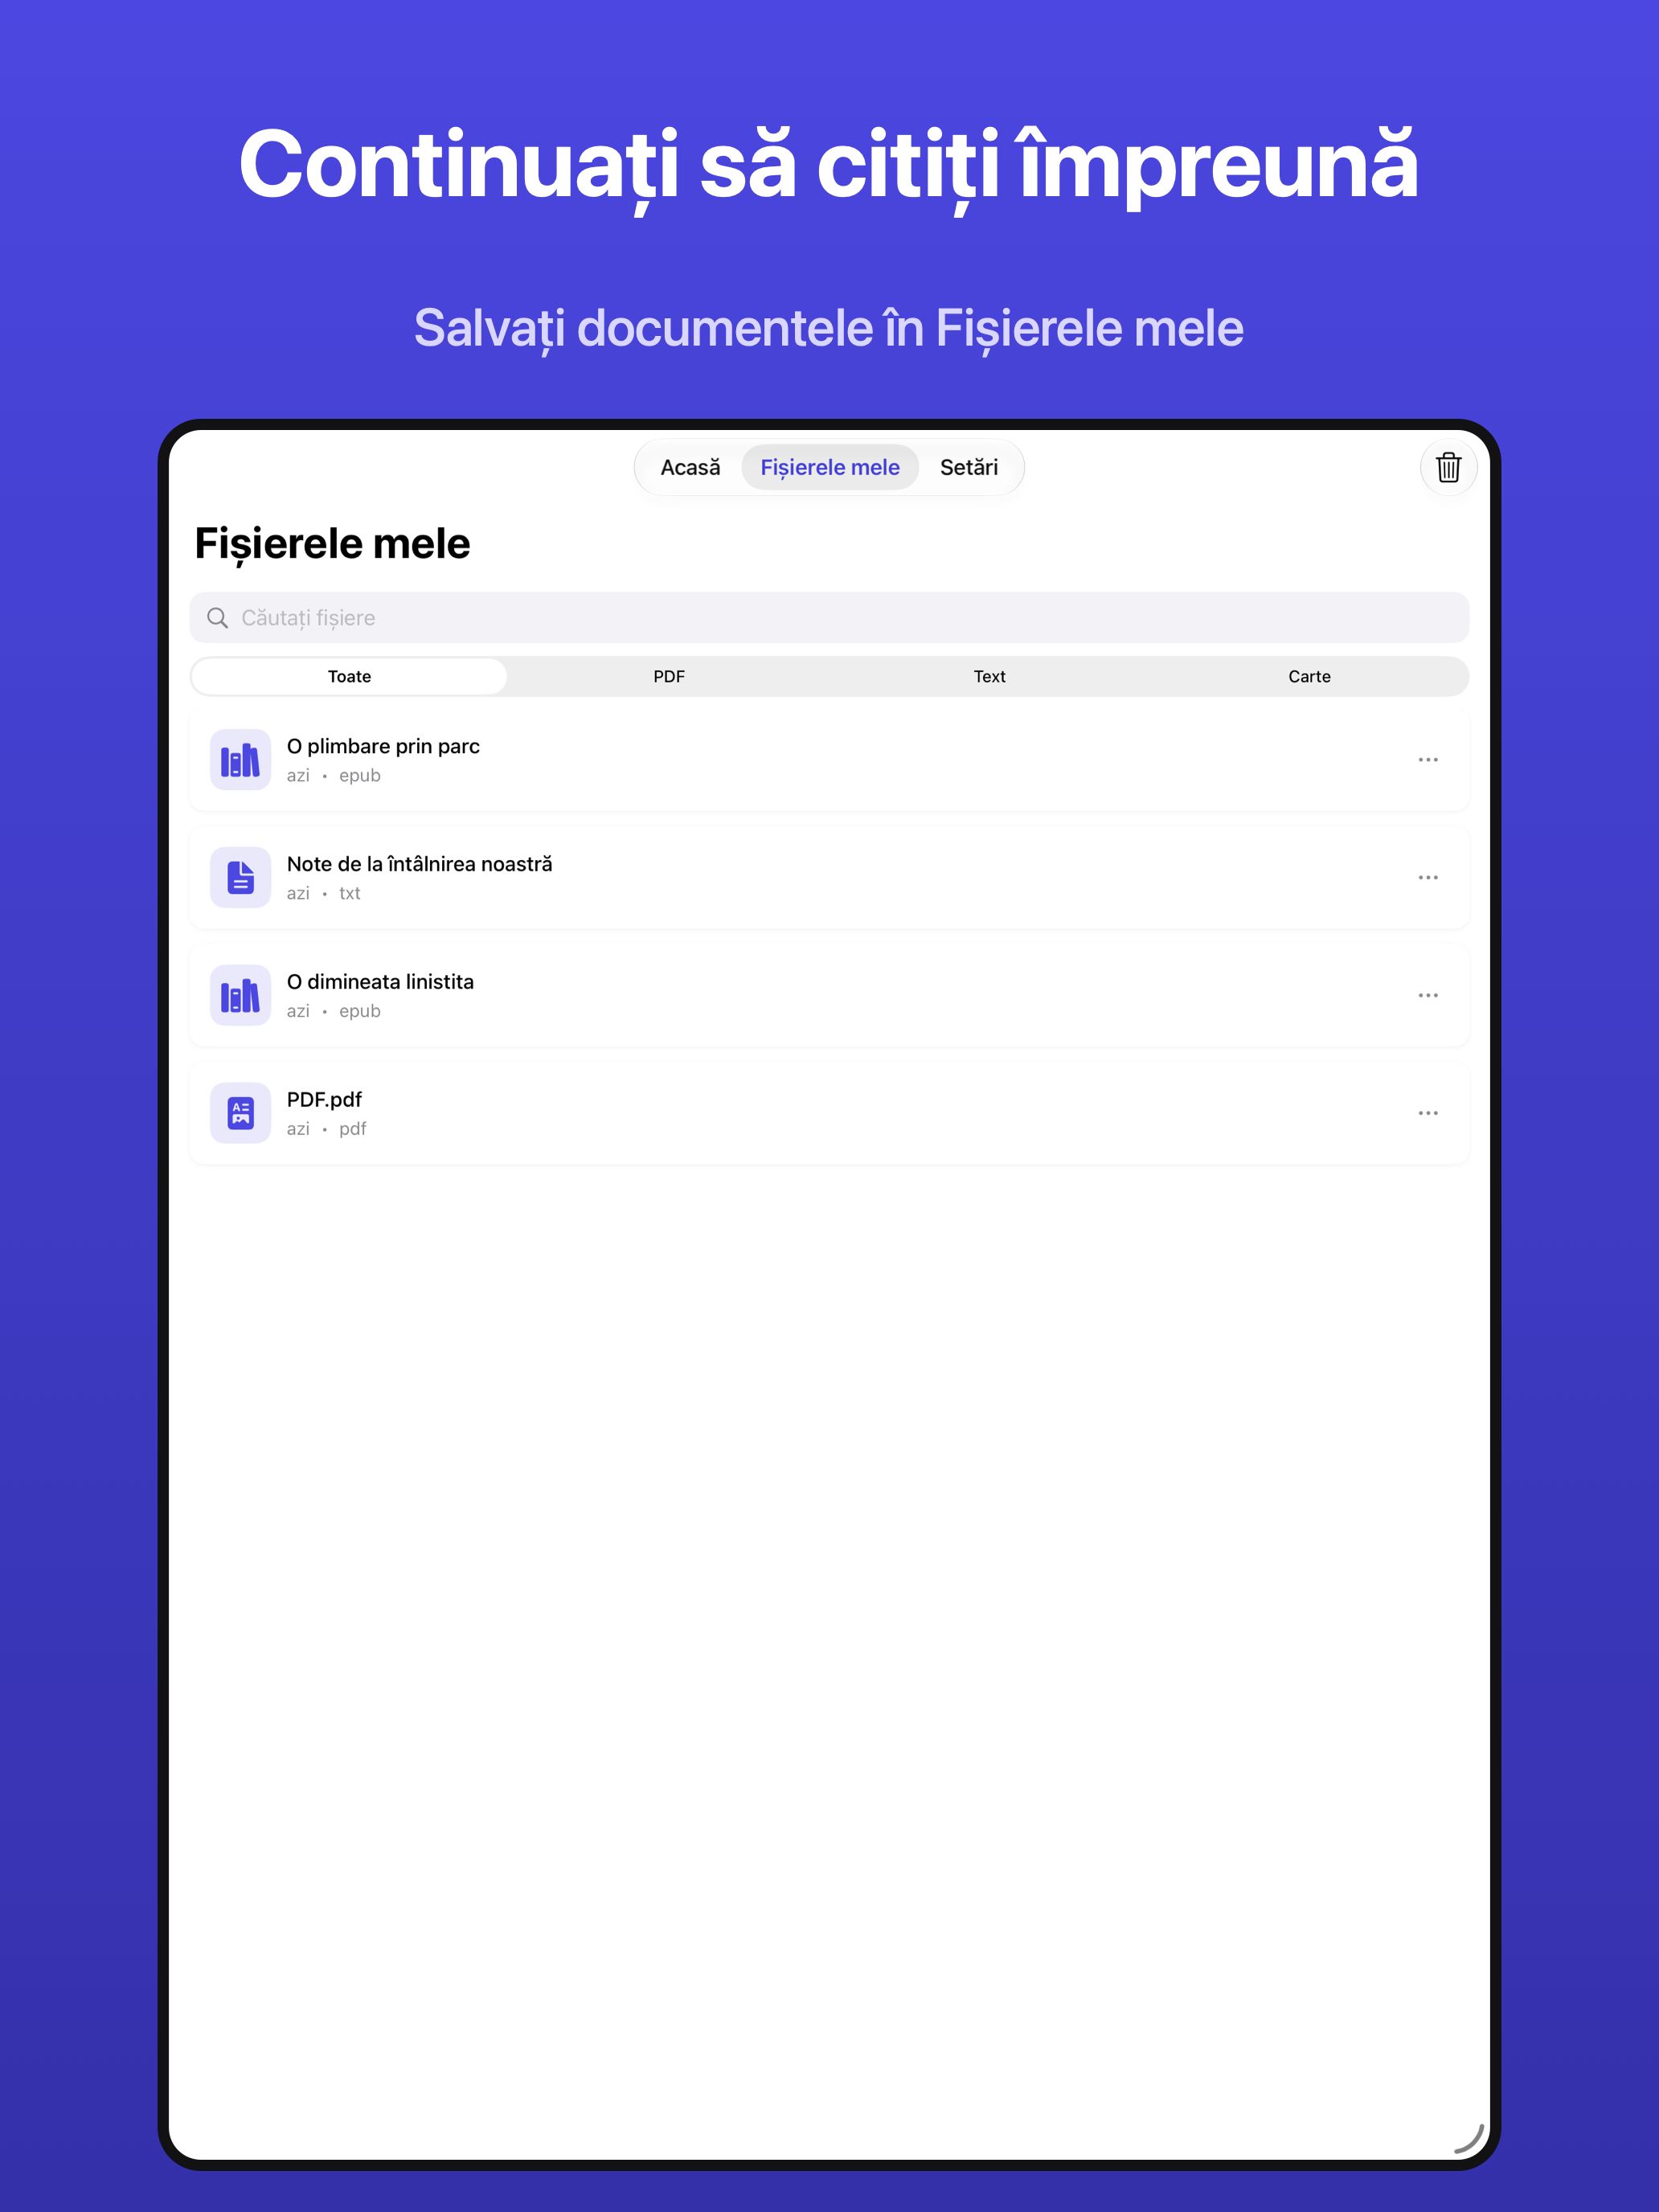 Continuați să citiți împreună
Salvați documentele în Fișierele mele
Acasă
Fișierele mele
Setări
Fișierele mele
Căutați fișiere
Toate
PDF
Text
Carte
O plimbare prin parc
azi • epub
Note de la întâlnirea noastră
azi • txt
O dimineata linistita
azi • epub
PDF.pdf
azi • pdf